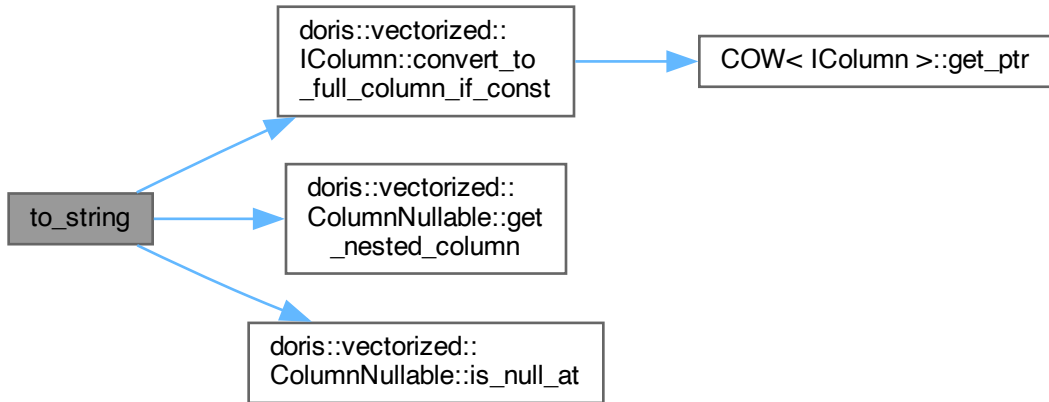 doris::vectorized::
IColumn::convert_to
_full_column_if_const
COW< IColumn >::get_ptr
to_string
doris::vectorized::
ColumnNullable::get
_nested_column
doris::vectorized::
ColumnNullable::is_null_at